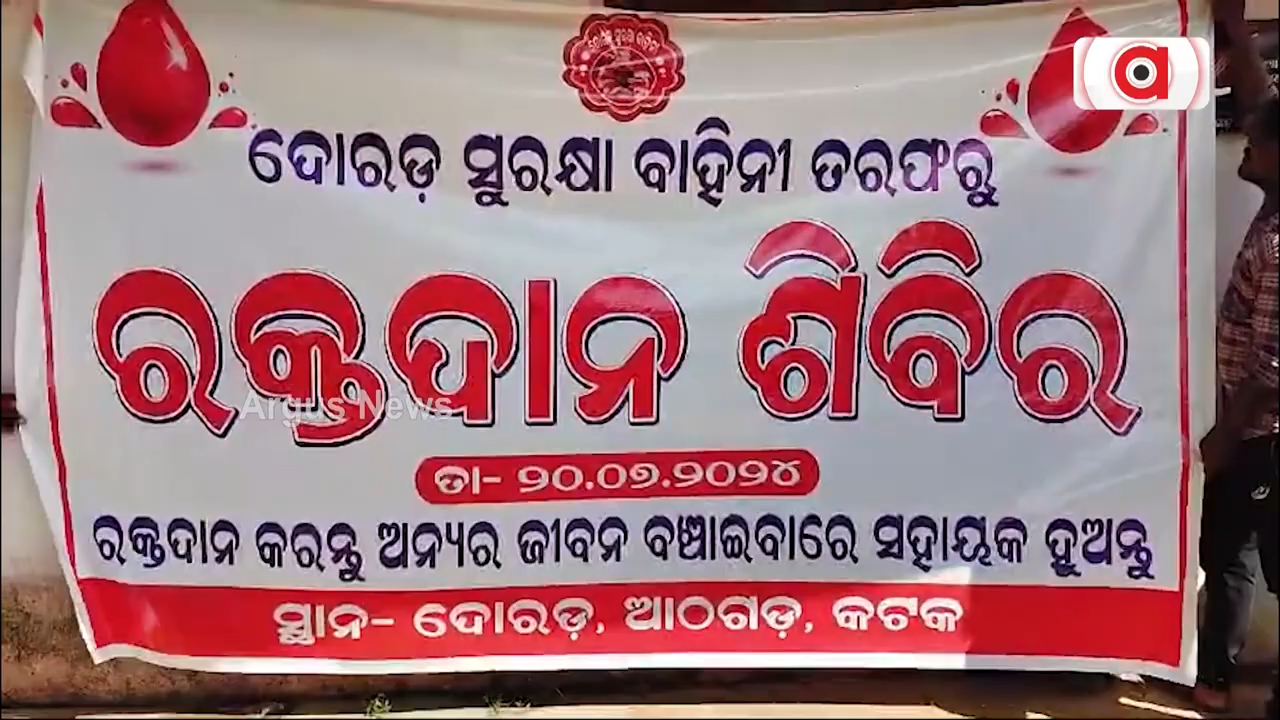 ଦୋରଡ଼ ସୁରକ୍ଷା ବାହିନୀ ତରଫରୁ
ରକ୍ତଦାନ ଶିବିର
Argus News
ତା- ୨୦.୦୭.୨୦୨୪
ରକ୍ତଦାନ କରନ୍ତୁ ଅନ୍ୟର ଜୀବନ ବଞ୍ଚାଇବାରେ ସହାୟକ ହୁଅନ୍ତୁ
ସ୍ଥାନ- ଦୋରଡ଼, ଆଠଗଡ଼, କଟକ